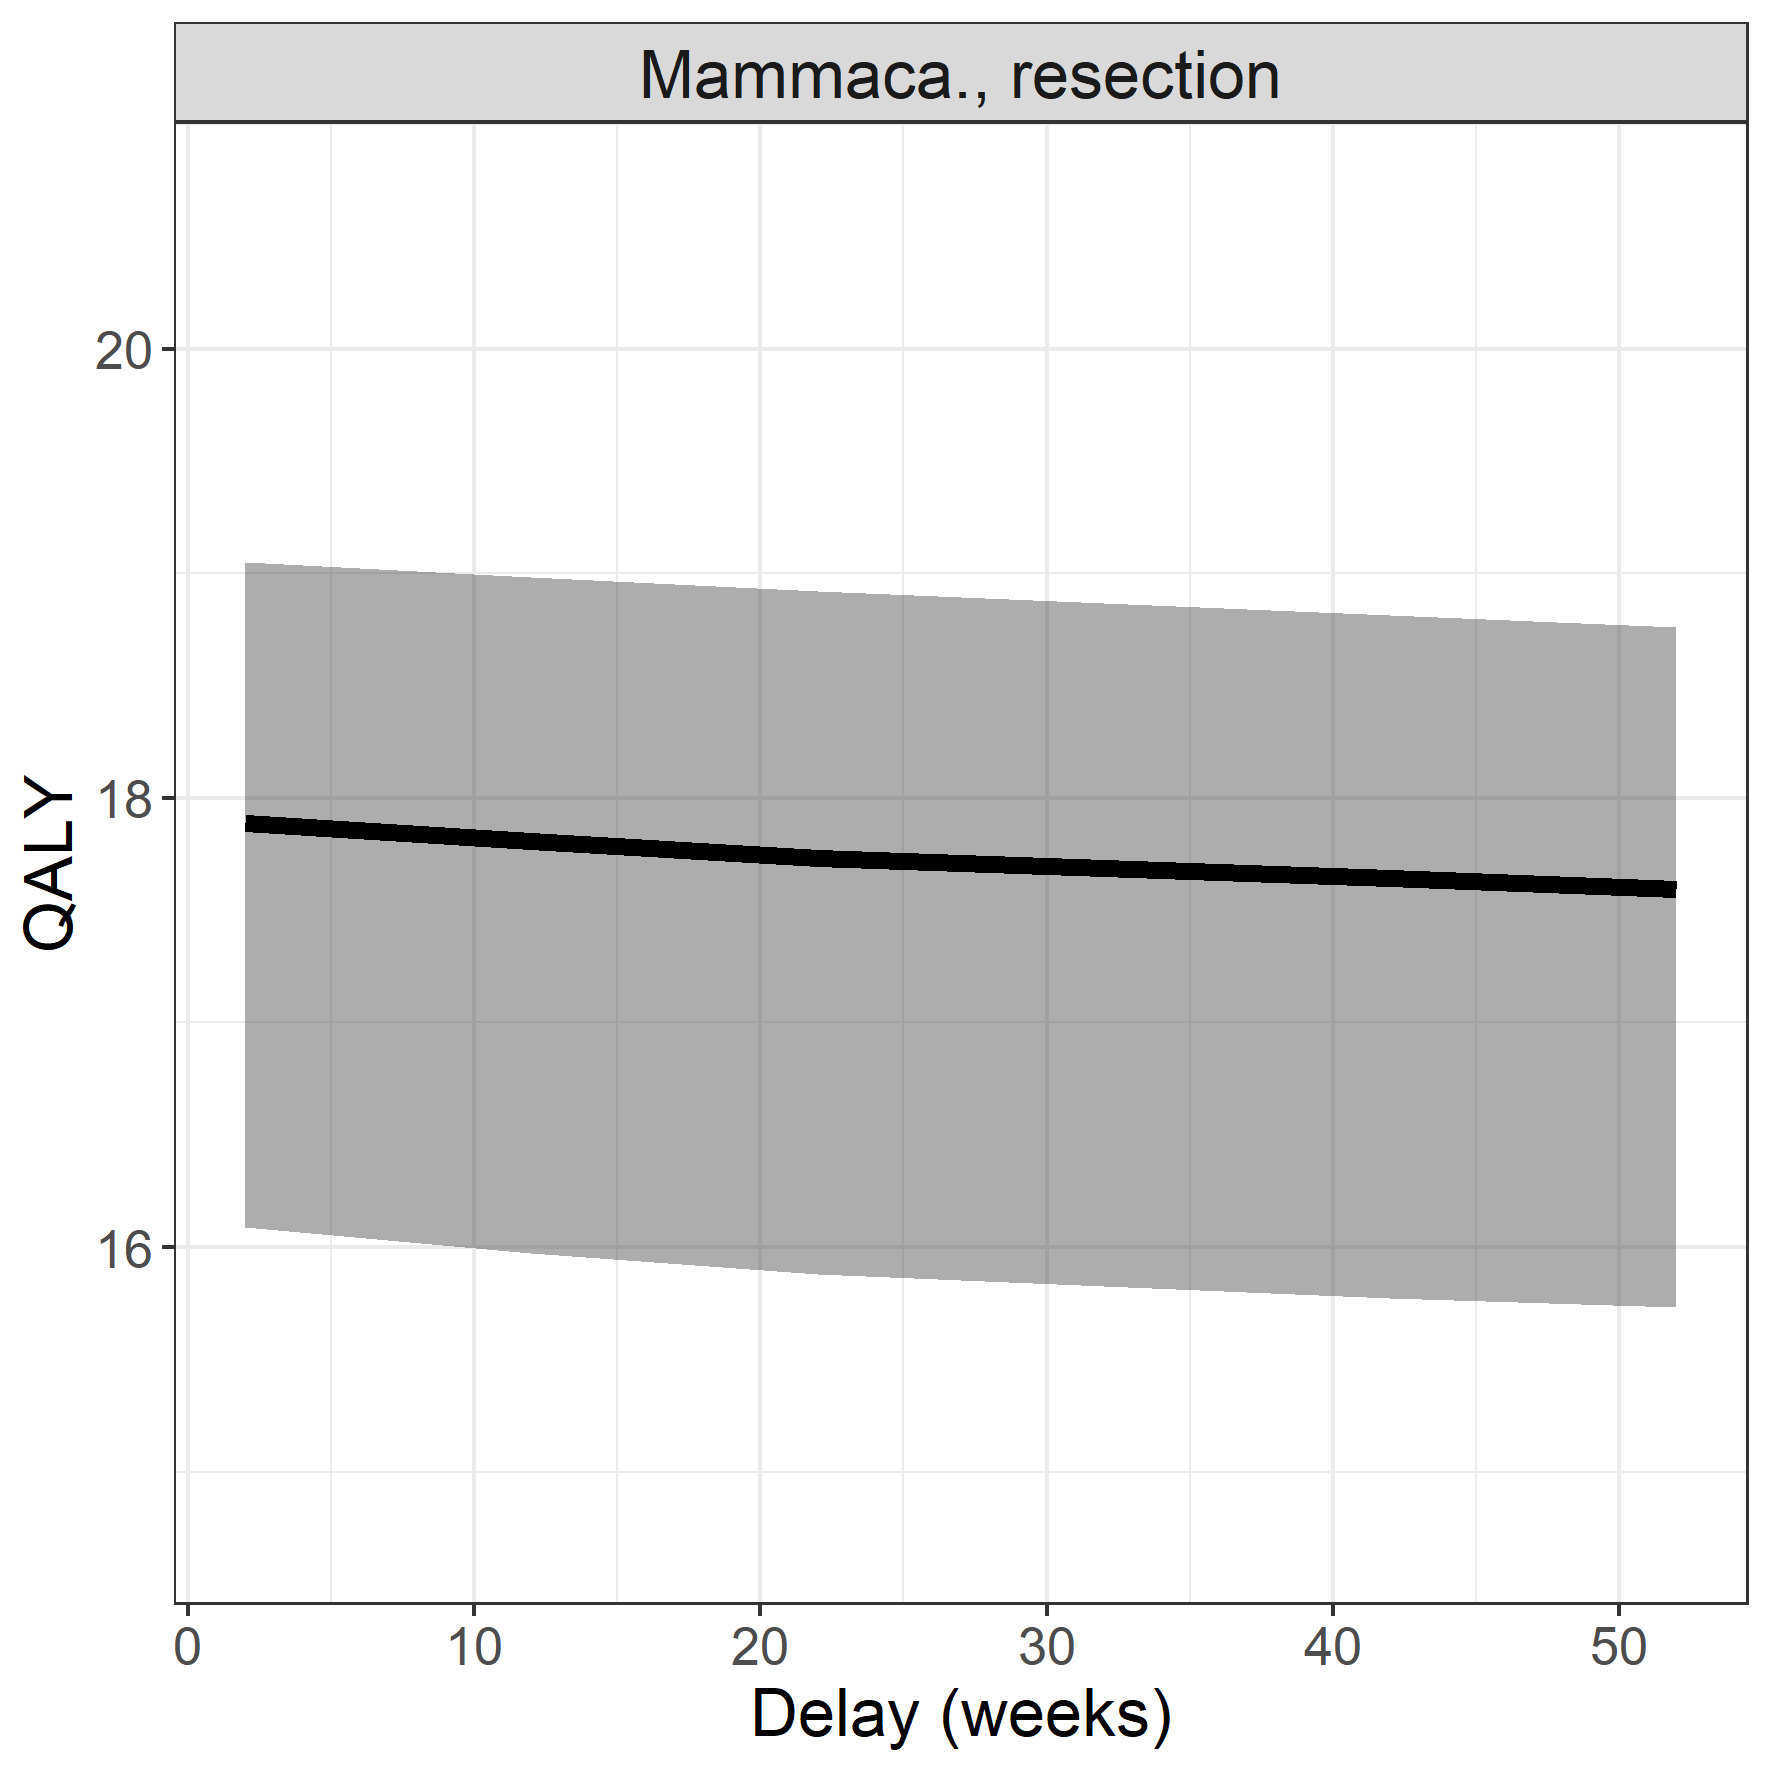 Mammaca., resection
20
18
16
QALY
0 10 20 30 40 50
Delay (weeks)